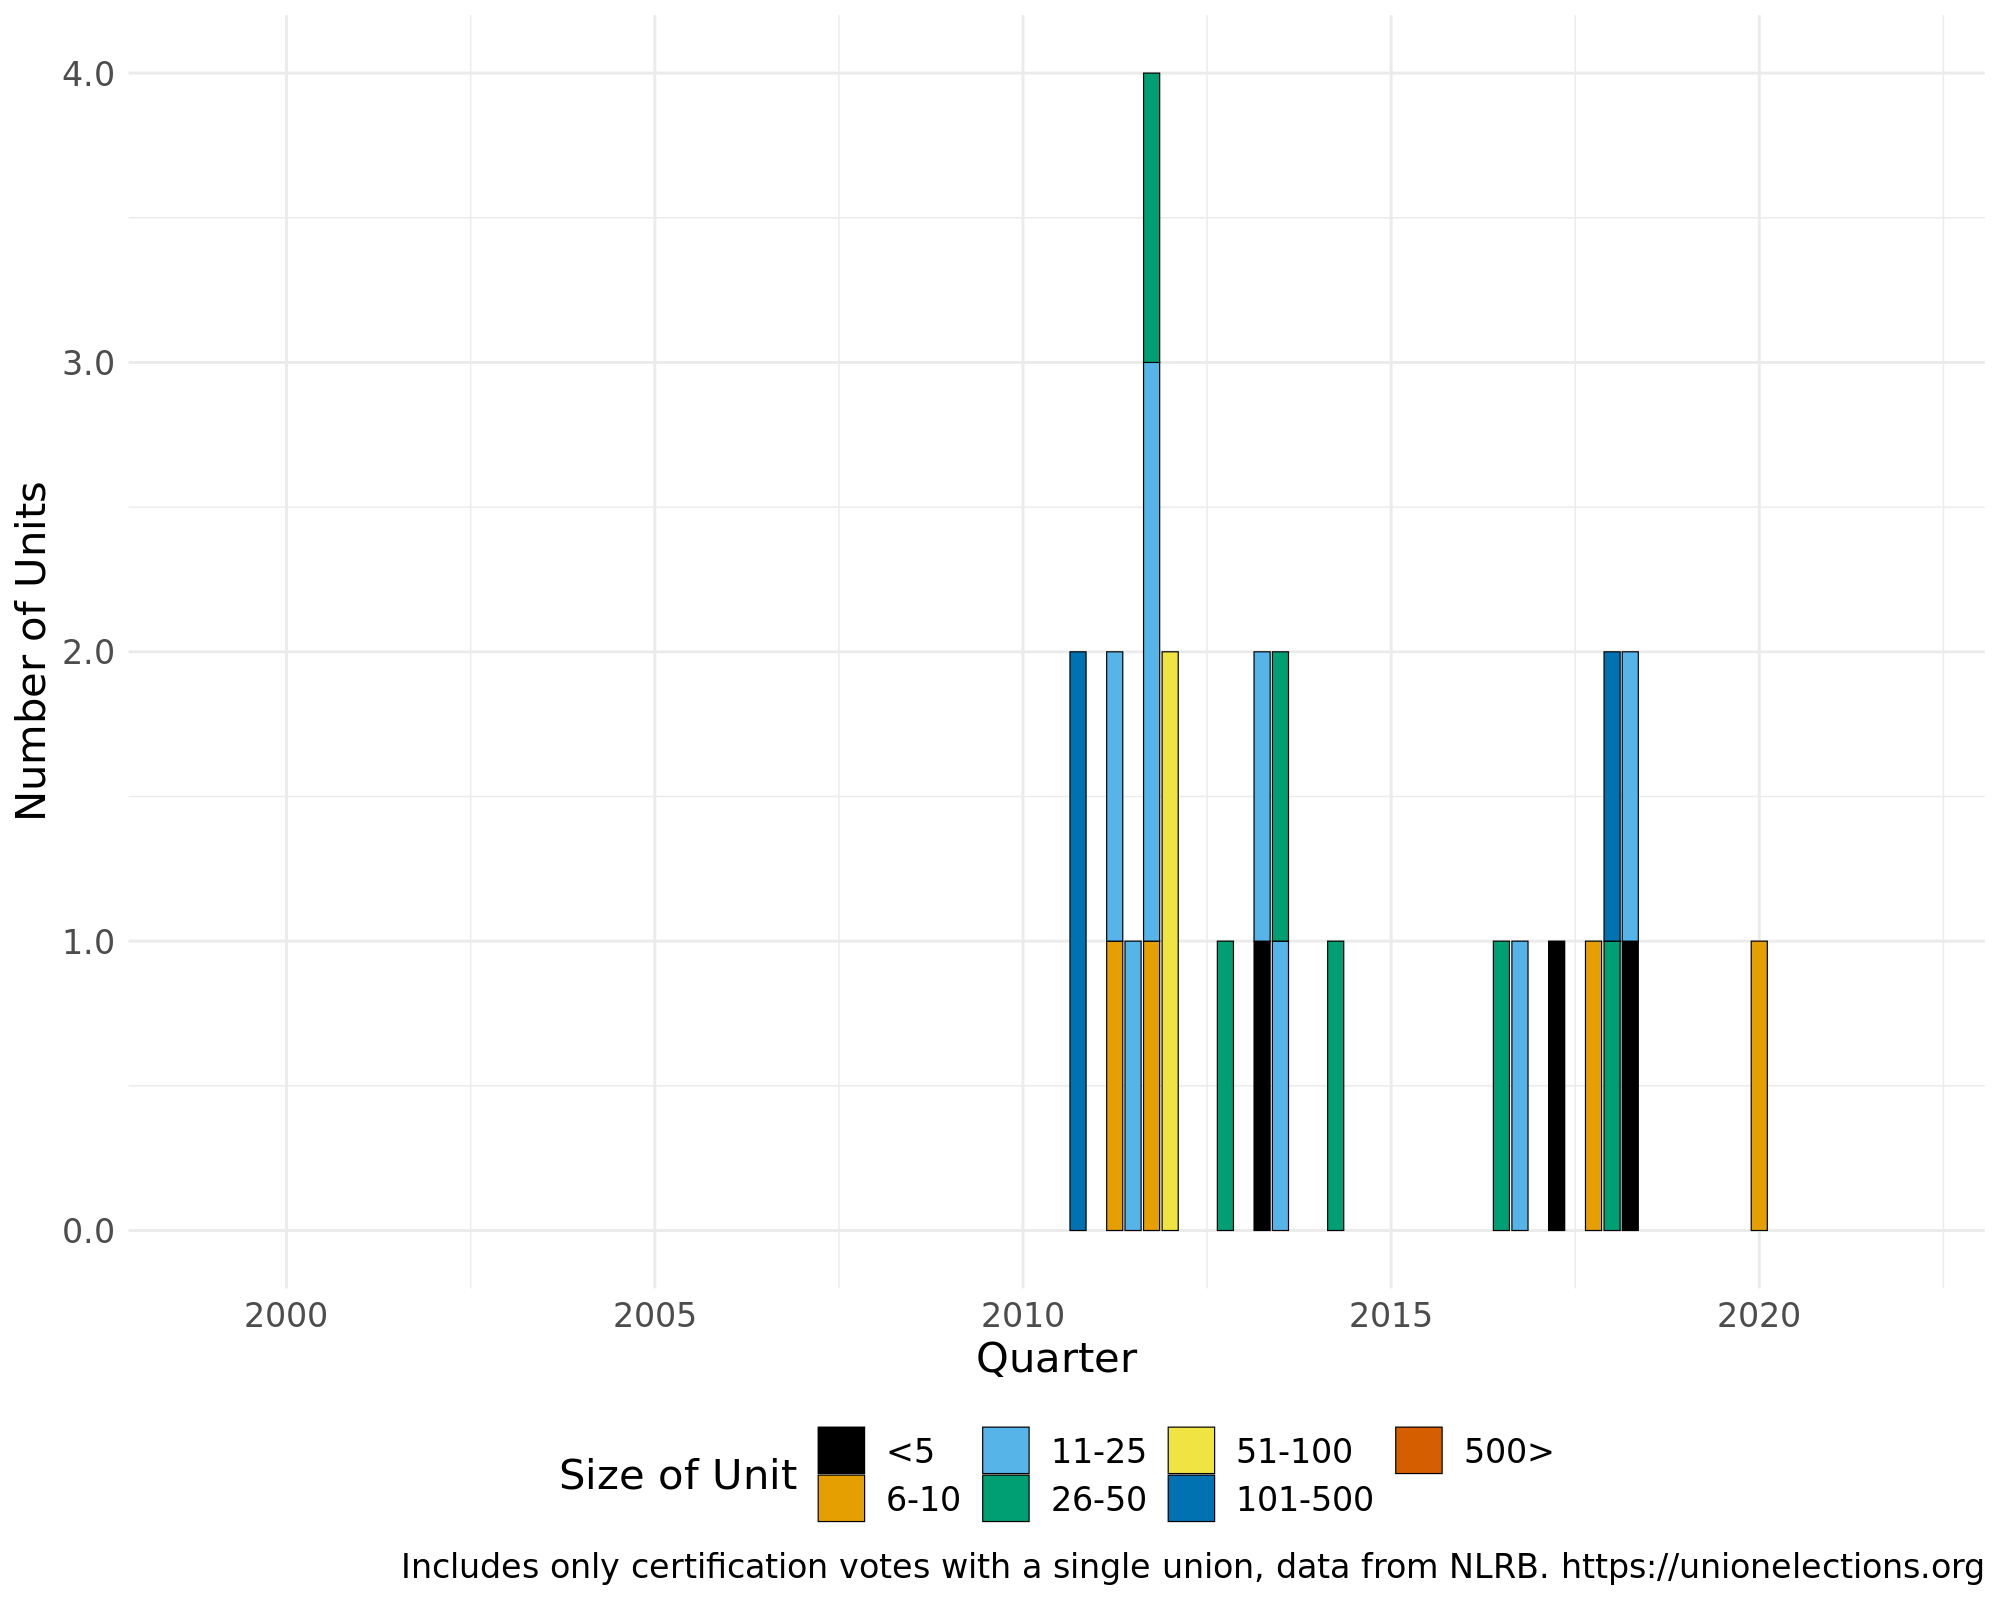 4.0
3.0
2.0
1.0
0.0
Number of Units
2000 2005 2010 2015 2020
Quarter
Size of Unit
<5 11-25 51-100 500>
6-10 26-50 101-500
Includes only certification votes with a single union, data from NLRB. https://unionelections.org